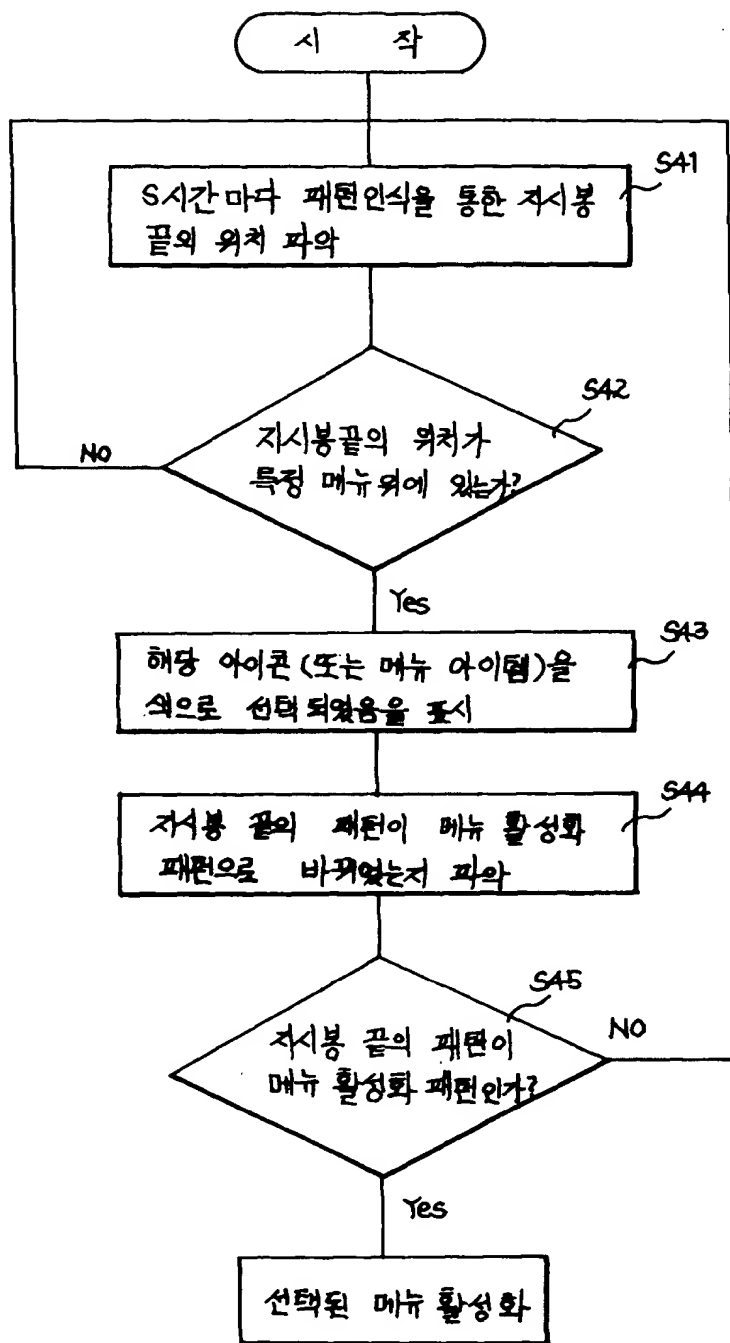 시 작
S41
S시간마다 패턴인식을 통한 지시봉
끝의 위치 파악
S42
지시봉끝의 위치가
특정 메뉴위에 있는가?
NO
Yes
S43
해당 아이콘(또는 메뉴 아이템)을
색으로 선택되었음을 표시
S44
지시봉 끝의 패턴이 메뉴 활성화
패턴으로 바뀌었는지 파악
S45
지시봉 끝의 패턴이
메뉴 활성화 패턴인가?
NO
Yes
선택된 메뉴 활성화